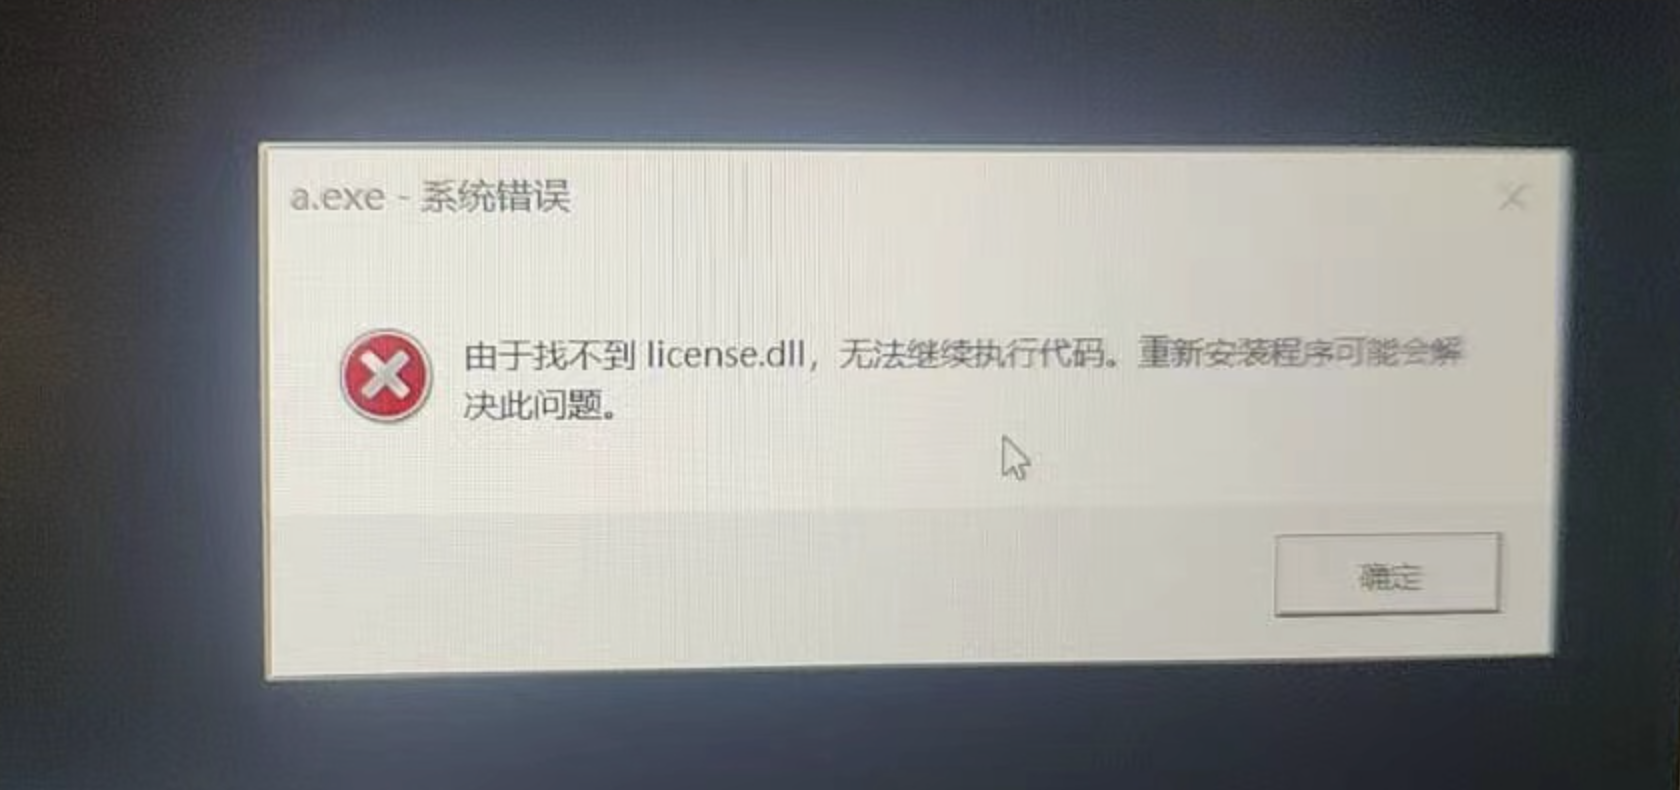 a.exe - 系统错误
由于找不到 license.dll，无法继续执行代码。重新安装程序可能会解
决此问题。
确定